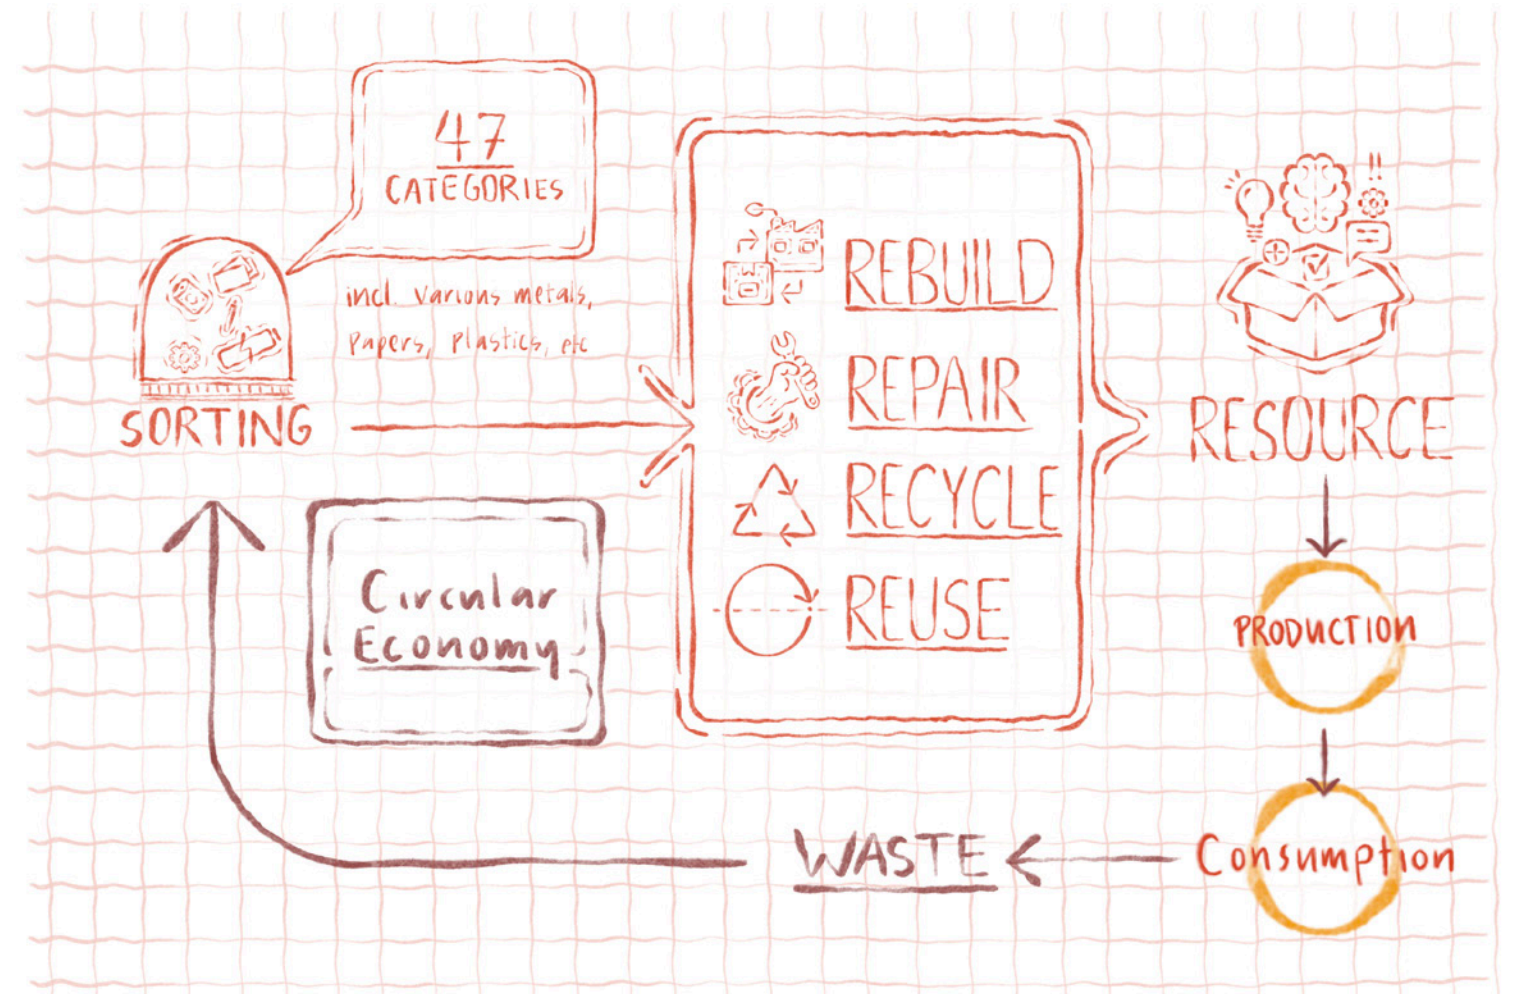 47
CATEGORIES
incl. various metals,
Papers, Plastics, etc
SORTING
REBUILD
REPAIR
RECYCLE
REUSE
RESOURCE
PRODUCTION
Consumption
WASTE
Circular
Economy